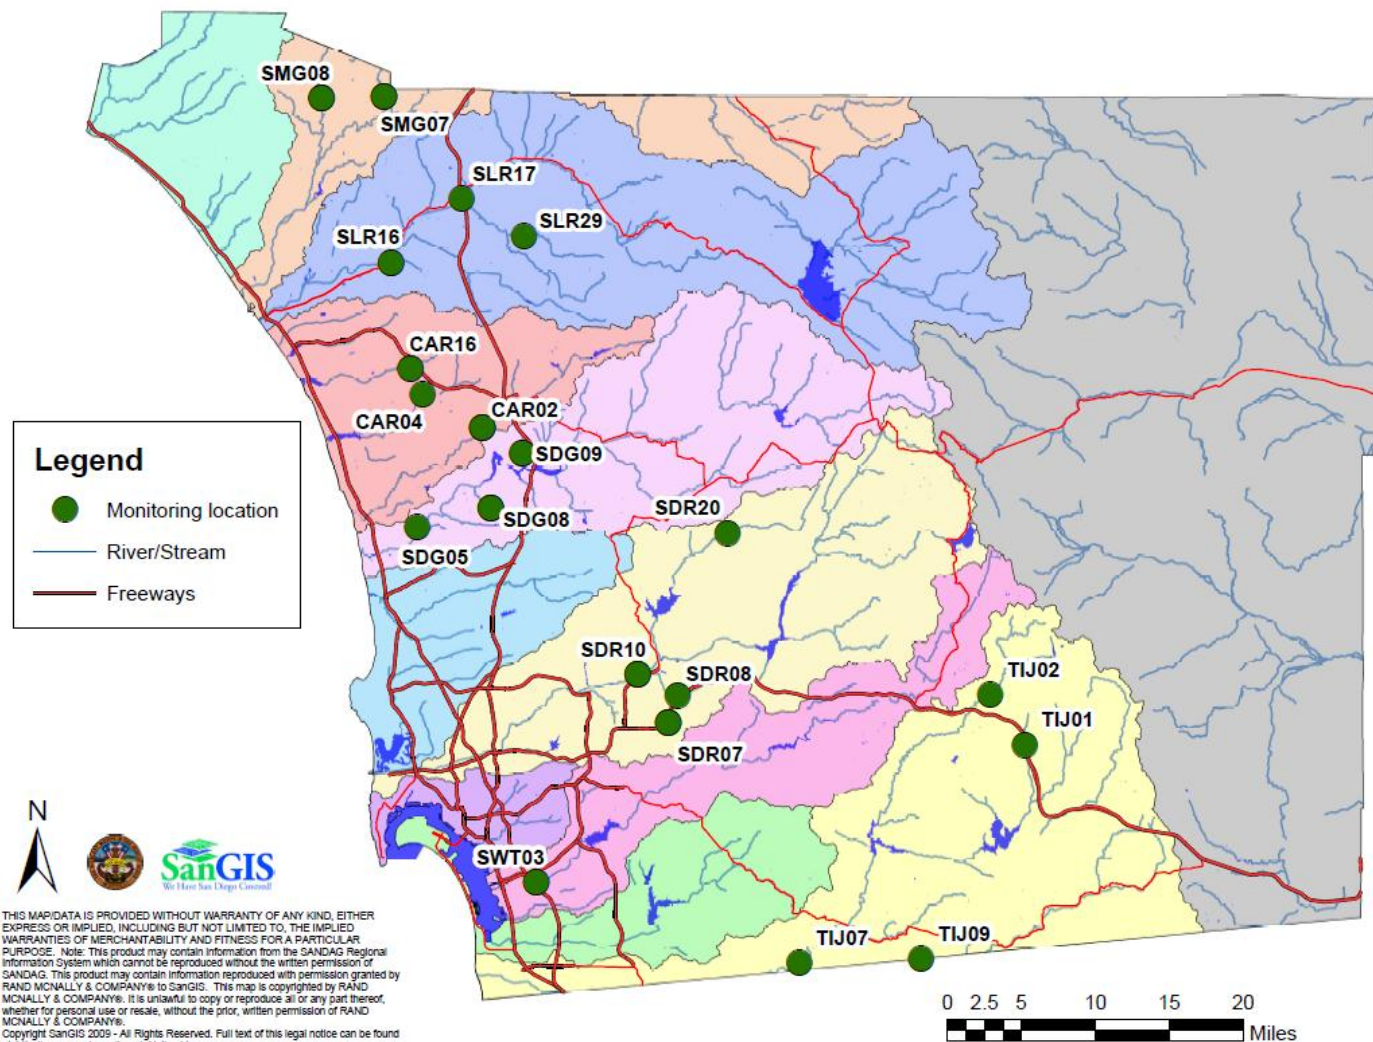 SMG08
SMG07
SLR17
SLR29
SLR16
CAR16
CAR04
CAR02
SDG09
SDG08
SDG05
SDR20
SDR10
SDR08
SDR07
TIJ02
TIJ01
SWT03
TIJ07
TIJ09
Legend
Monitoring location
River/Stream
Freeways
N
SanGIS
We Have San Diego Covered!
THIS MAP/DATA IS PROVIDED WITHOUT WARRANTY OF ANY KIND, EITHER
EXPRESS OR IMPLIED, INCLUDING BUT NOT LIMITED TO, THE IMPLIED
WARRANTIES OF MERCHANTABILITY AND FITNESS FOR A PARTICULAR
PURPOSE. Note: This product may contain information from the SANDAG Regional
Information System which cannot be reproduced without the written permission of
SANDAG. This product may contain information reproduced with permission granted by
RAND MCNALLY & COMPANY® to SanGIS. This map is copyrighted by RAND
MCNALLY & COMPANY®. It is unlawful to copy or reproduce all or any part thereof,
whether for personal use or resale, without the prior, written permission of RAND
MCNALLY & COMPANY®.
Copyright SanGIS 2009 - All Rights Reserved. Full text of this legal notice can be found
0 2.5 5 10 15 20
Miles